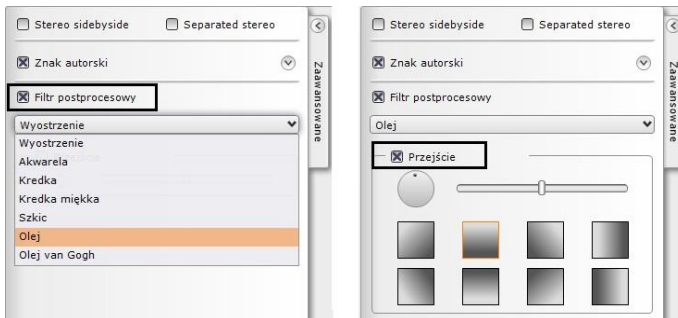 Stereo sidebyside Separated stereo
Znak autorski
Filtr postprocesowy
Wyostrzenie
Wyostrzenie
Akwarela
Kredka
Kredka miękka
Szkic
Olej
Olej van Gogh
Zaawansowane
Stereo sidebyside Separated stereo
Znak autorski
Filtr postprocesowy
Olej
Przejście
Zaawansowane